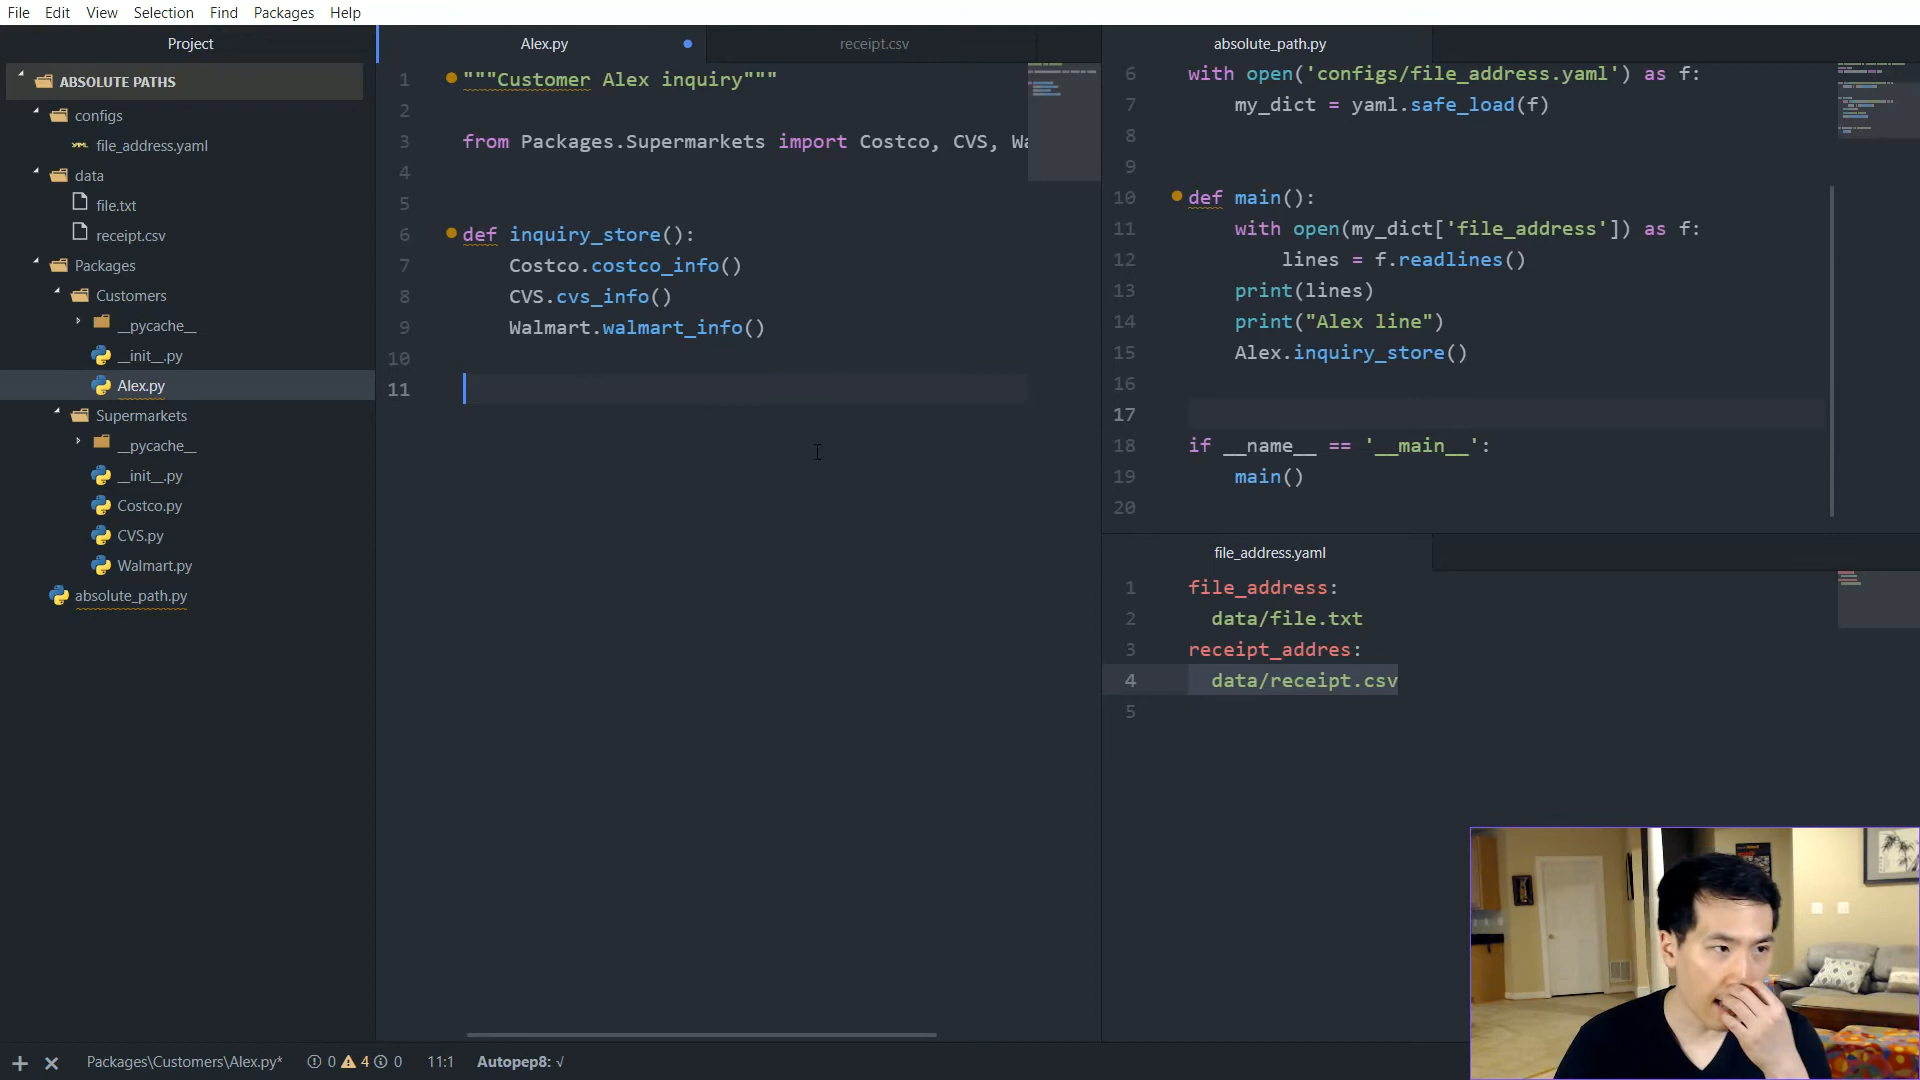 File Edit View Selection Find Packages Help
Project
ABSOLUTE PATHS
configs
file_address.yaml
data
file.txt
receipt.csv
Packages
Customers
__pycache__
__init__.py
Alex.py
Supermarkets
__pycache__
__init__.py
Costco.py
CVS.py
Walmart.py
absolute_path.py
Alex.py receipt.csv
1 """Customer Alex inquiry"""
2
3 from Packages.Supermarkets import Costco, CVS, Wa
4
5
6 def inquiry_store():
7 Costco.costco_info()
8 CVS.cvs_info()
9 Walmart.walmart_info()
10
11
absolute_path.py
6 with open('configs/file_address.yaml') as f:
7 my_dict = yaml.safe_load(f)
8
9
10 def main():
11 with open(my_dict['file_address']) as f:
12 lines = f.readlines()
13 print(lines)
14 print("Alex line")
15 Alex.inquiry_store()
16
17
18 if __name__ == '__main__':
19 main()
20
file_address.yaml
1 file_address:
2 data/file.txt
3 receipt_addres:
4 data/receipt.csv
5
Packages\Customers\Alex.py* 0 4 0 11:1 Autopep8: √